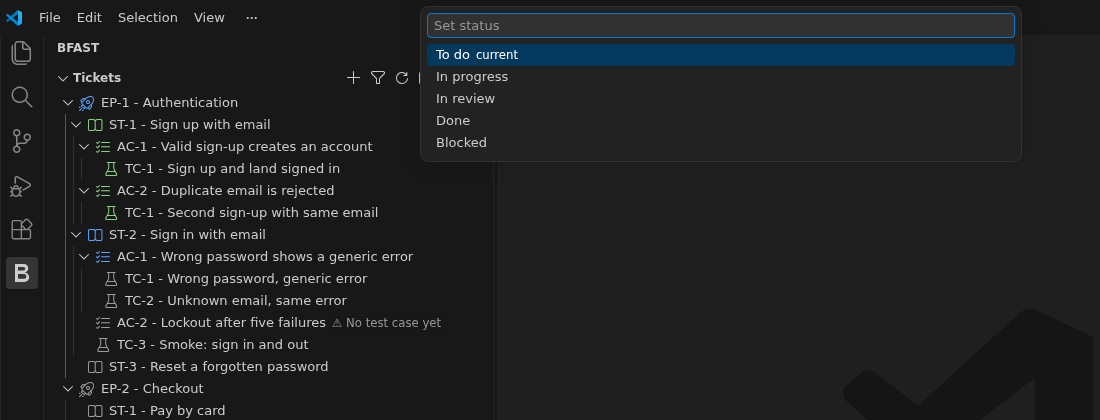 File Edit Selection View ···
BFAST
Tickets
EP-1 - Authentication
ST-1 - Sign up with email
AC-1 - Valid sign-up creates an account
TC-1 - Sign up and land signed in
AC-2 - Duplicate email is rejected
TC-1 - Second sign-up with same email
ST-2 - Sign in with email
AC-1 - Wrong password shows a generic error
TC-1 - Wrong password, generic error
TC-2 - Unknown email, same error
AC-2 - Lockout after five failures ⚠ No test case yet
TC-3 - Smoke: sign in and out
ST-3 - Reset a forgotten password
EP-2 - Checkout
ST-1 - Pay by card
B
Set status
To do current
In progress
In review
Done
Blocked